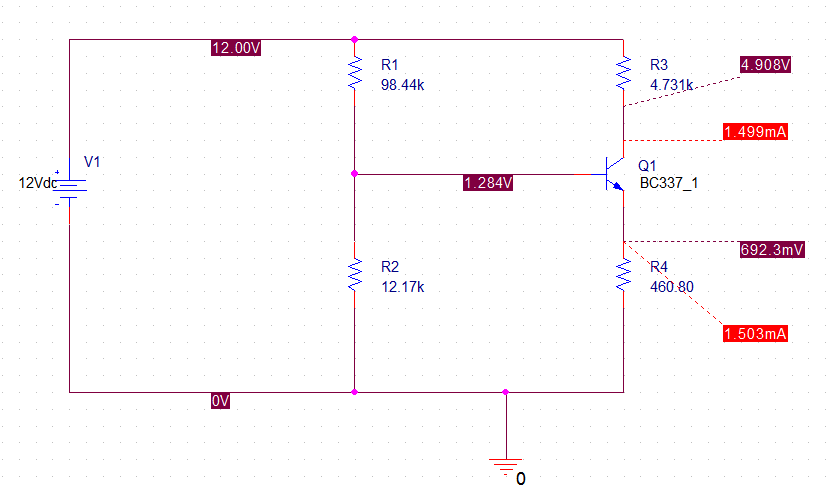 12.00V
R1
98.44k
R3
4.731k
4.908V
1.499mA
V1
12Vdc
+
-
1.284V
Q1
BC337_1
692.3mV
R2
12.17k
R4
460.80
1.503mA
0V
0